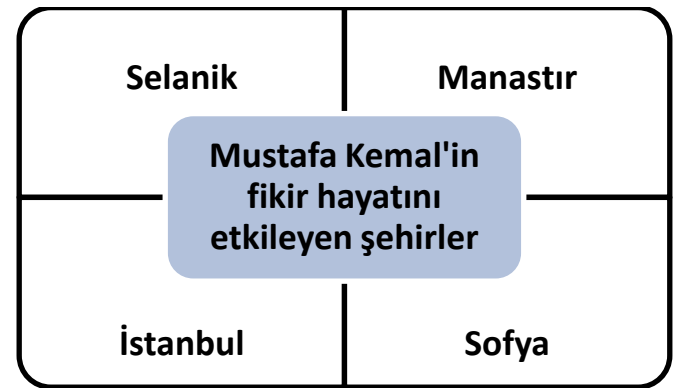 Selanik
Manastır
Mustafa Kemal'in
fikir hayatını
etkileyen şehirler
İstanbul
Sofya